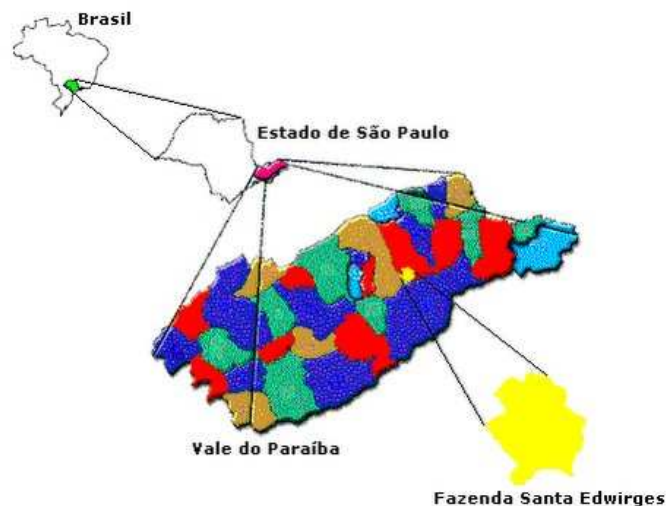 Brasil
Estado de São Paulo
Vale do Paraíba
Fazenda Santa Edwirges